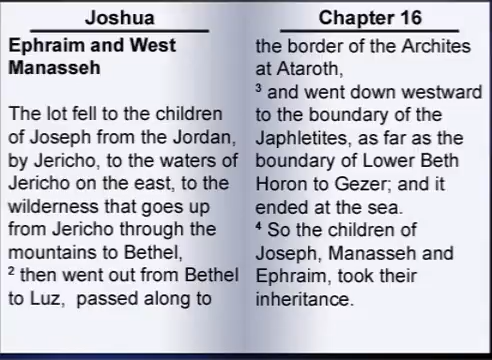 Joshua
Ephraim and West
Manasseh
The lot fell to the children
of Joseph from the Jordan,
by Jericho, to the waters of
Jericho on the east, to the
wilderness that goes up
from Jericho through the
mountains to Bethel,
2 then went out from Bethel
to Luz, passed along to
Chapter 16
the border of the Archites
at Ataroth,
3 and went down westward
to the boundary of the
Japhletites, as far as the
boundary of Lower Beth
Horon to Gezer; and it
ended at the sea.
4 So the children of
Joseph, Manasseh and
Ephraim, took their
inheritance.